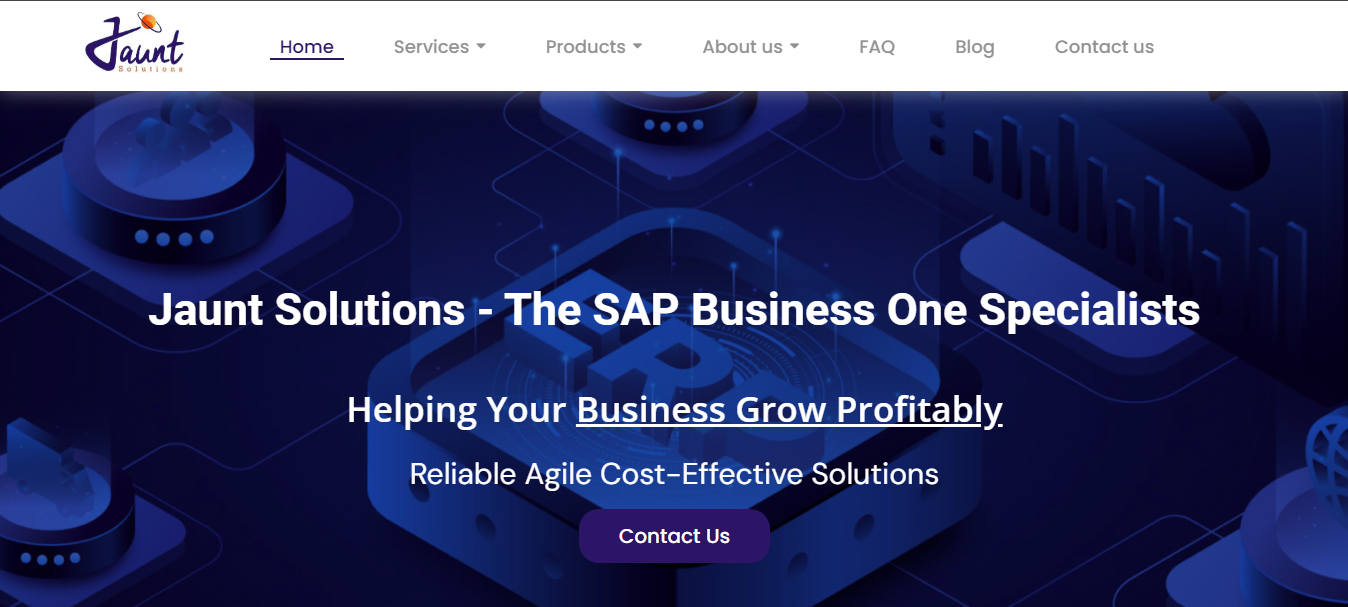 Jaunt
Solutions
Home Services Products About us FAQ Blog Contact us
ERP
Jaunt Solutions - The SAP Business One Specialists
Helping Your Business Grow Profitably
Reliable Agile Cost-Effective Solutions
Contact Us